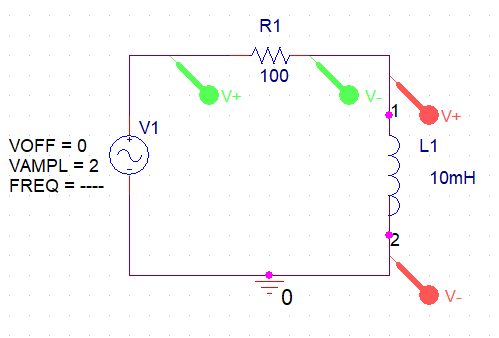 R1
100
V+
V-
V+
1
V1
L1
VOFF = 0
VAMPL = 2
FREQ = ----
10mH
2
0
V-